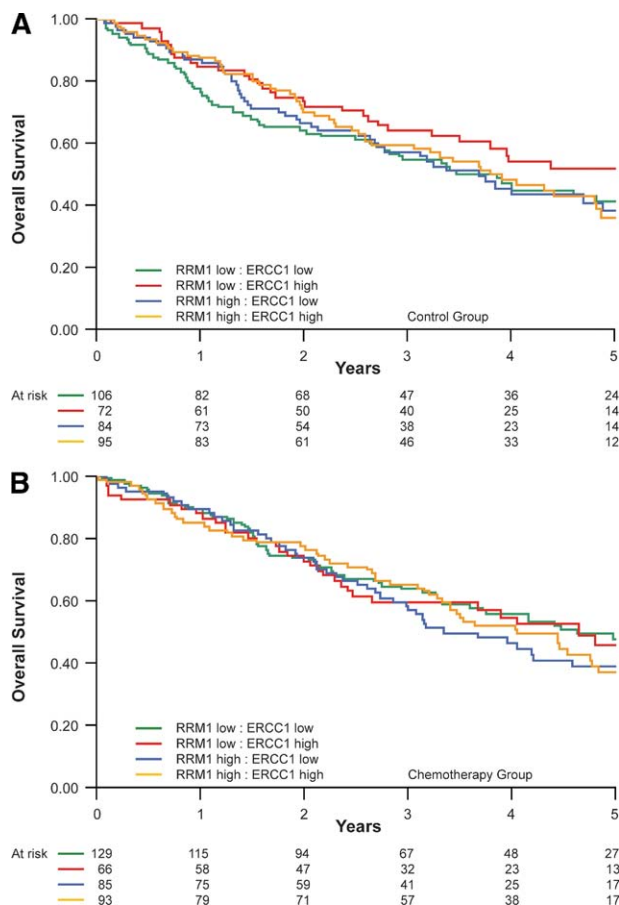 A
1.00
0.80
0.60
0.40
0.20
0.00
Overall Survival
RRM1 low : ERCC1 low
RRM1 low : ERCC1 high
RRM1 high : ERCC1 low
RRM1 high : ERCC1 high
Control Group
0 1 2 3 4 5
Years
At risk 106 82 68 47 36 24
72 61 50 40 25 14
84 73 54 38 23 14
95 83 61 46 33 12
B
1.00
0.80
0.60
0.40
0.20
0.00
Overall Survival
RRM1 low : ERCC1 low
RRM1 low : ERCC1 high
RRM1 high : ERCC1 low
RRM1 high : ERCC1 high
Chemotherapy Group
0 1 2 3 4 5
Years
At risk 129 115 94 67 48 27
66 58 47 32 23 13
85 75 59 41 25 17
93 79 71 57 38 17